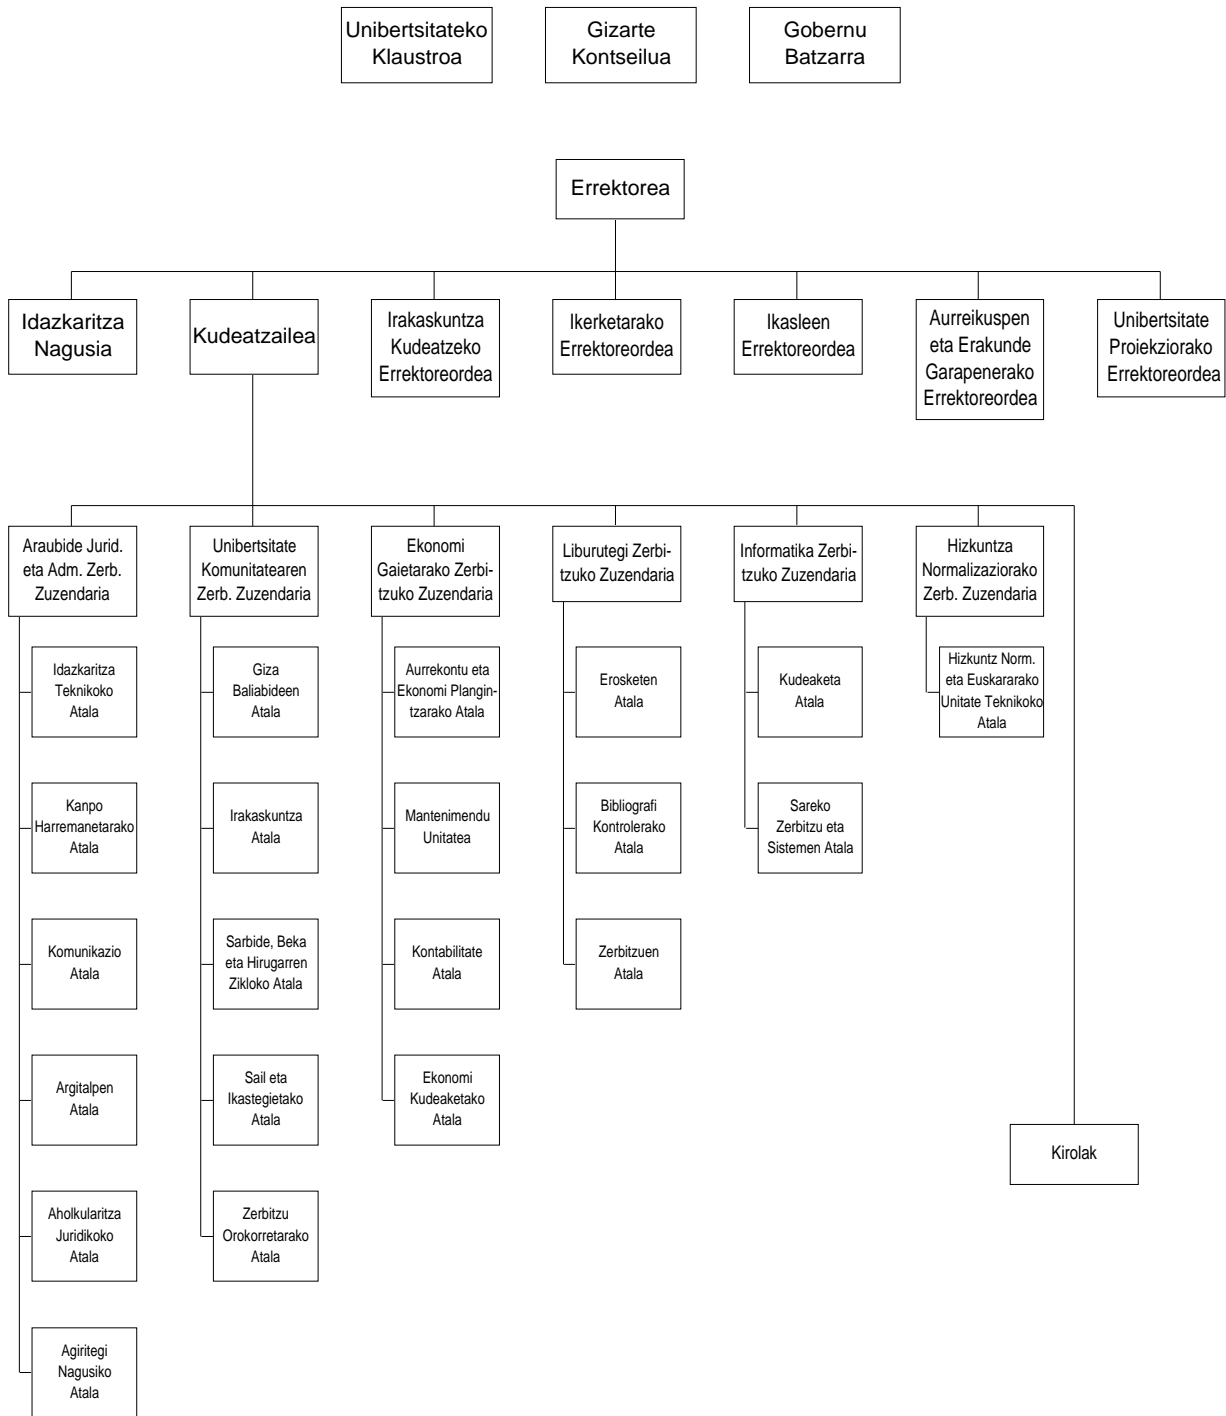 Unibertsitateko
Klaustroa
Gizarte
Kontseilua
Gobernu
Batzarra
Errektorea
Idazkaritza
Nagusia
Kudeatzailea
Irakaskuntza
Kudeatzeko
Errektoreordea
Ikerketarako
Errektoreordea
Ikasleen
Errektoreordea
Aurreikuspen
eta Erakunde
Garapenerako
Errektoreordea
Unibertsitate
Proiekziorako
Errektoreordea
Araubide Jurid.
eta Adm. Zerb.
Zuzendaria
Unibertsitate
Komunitatearen
Zerb. Zuzendaria
Ekonomi
Gaietarako Zerbi-
tzuko Zuzendaria
Liburutegi Zerbi-
tzuko Zuzendaria
Informatika Zerbi-
tzuko Zuzendaria
Hizkuntza
Normalizaziorako
Zerb. Zuzendaria
Idazkaritza
Teknikoko
Atala
Giza
Baliabideen
Atala
Aurrekontu eta
Ekonomi Plangin-
tzarako Atala
Erosketen
Atala
Kudeaketa
Atala
Hizkuntz Norm.
eta Euskararako
Unitate Teknikoko
Atala
Kanpo
Harremanetarako
Atala
Irakaskuntza
Atala
Mantenimendu
Unitatea
Bibliografi
Kontrolerako
Atala
Sareko
Zerbitzu eta
Sistemen Atala
Komunikazio
Atala
Sarbide, Beka
eta Hirugarren
Zikloko Atala
Kontabilitate
Atala
Zerbitzuen
Atala
Argitalpen
Atala
Sail eta
Ikastegietako
Atala
Ekonomi
Kudeaketako
Atala
Kirolak
Aholkularitza
Juridikoko
Atala
Zerbitzu
Orokorretarako
Atala
Agiritegi
Nagusiko
Atala